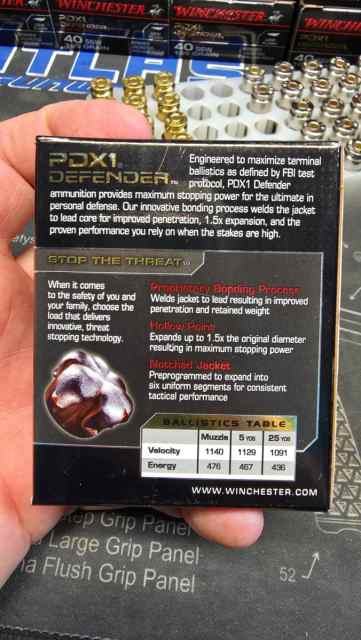 WINCHESTER
WINCHESTER
WINCHESTER
40 S&W
40 S&W
ATLAS
PDX1
DEFENDER™
Engineered to maximize terminal
ballistics as defined by FBI test
protocol, PDX1 Defender
ammunition provides maximum stopping power for the ultimate in
personal defense. Our innovative bonding process welds the jacket
to lead core for improved penetration, 1.5x expansion, and the
proven performance you rely on when the stakes are high.
STOP THE THREAT™
When it comes
to the safety of you and
your family, choose the
load that delivers
innovative, threat
stopping technology.
Proprietary Bonding Process
Welds jacket to lead resulting in improved
penetration and retained weight
Hollow Point
Expands up to 1.5x the original diameter
resulting in maximum stopping power
Notched Jacket
Preprogrammed to expand into
six uniform segments for consistent
tactical performance
BALLISTICS TABLE
Muzzle 5 YDS 25 YDS
Velocity 1140 1129 1091
Energy 476 467 436
WWW.WINCHESTER.COM
Step Grip Panel
Large Grip Panel
Flush Grip Panel
52